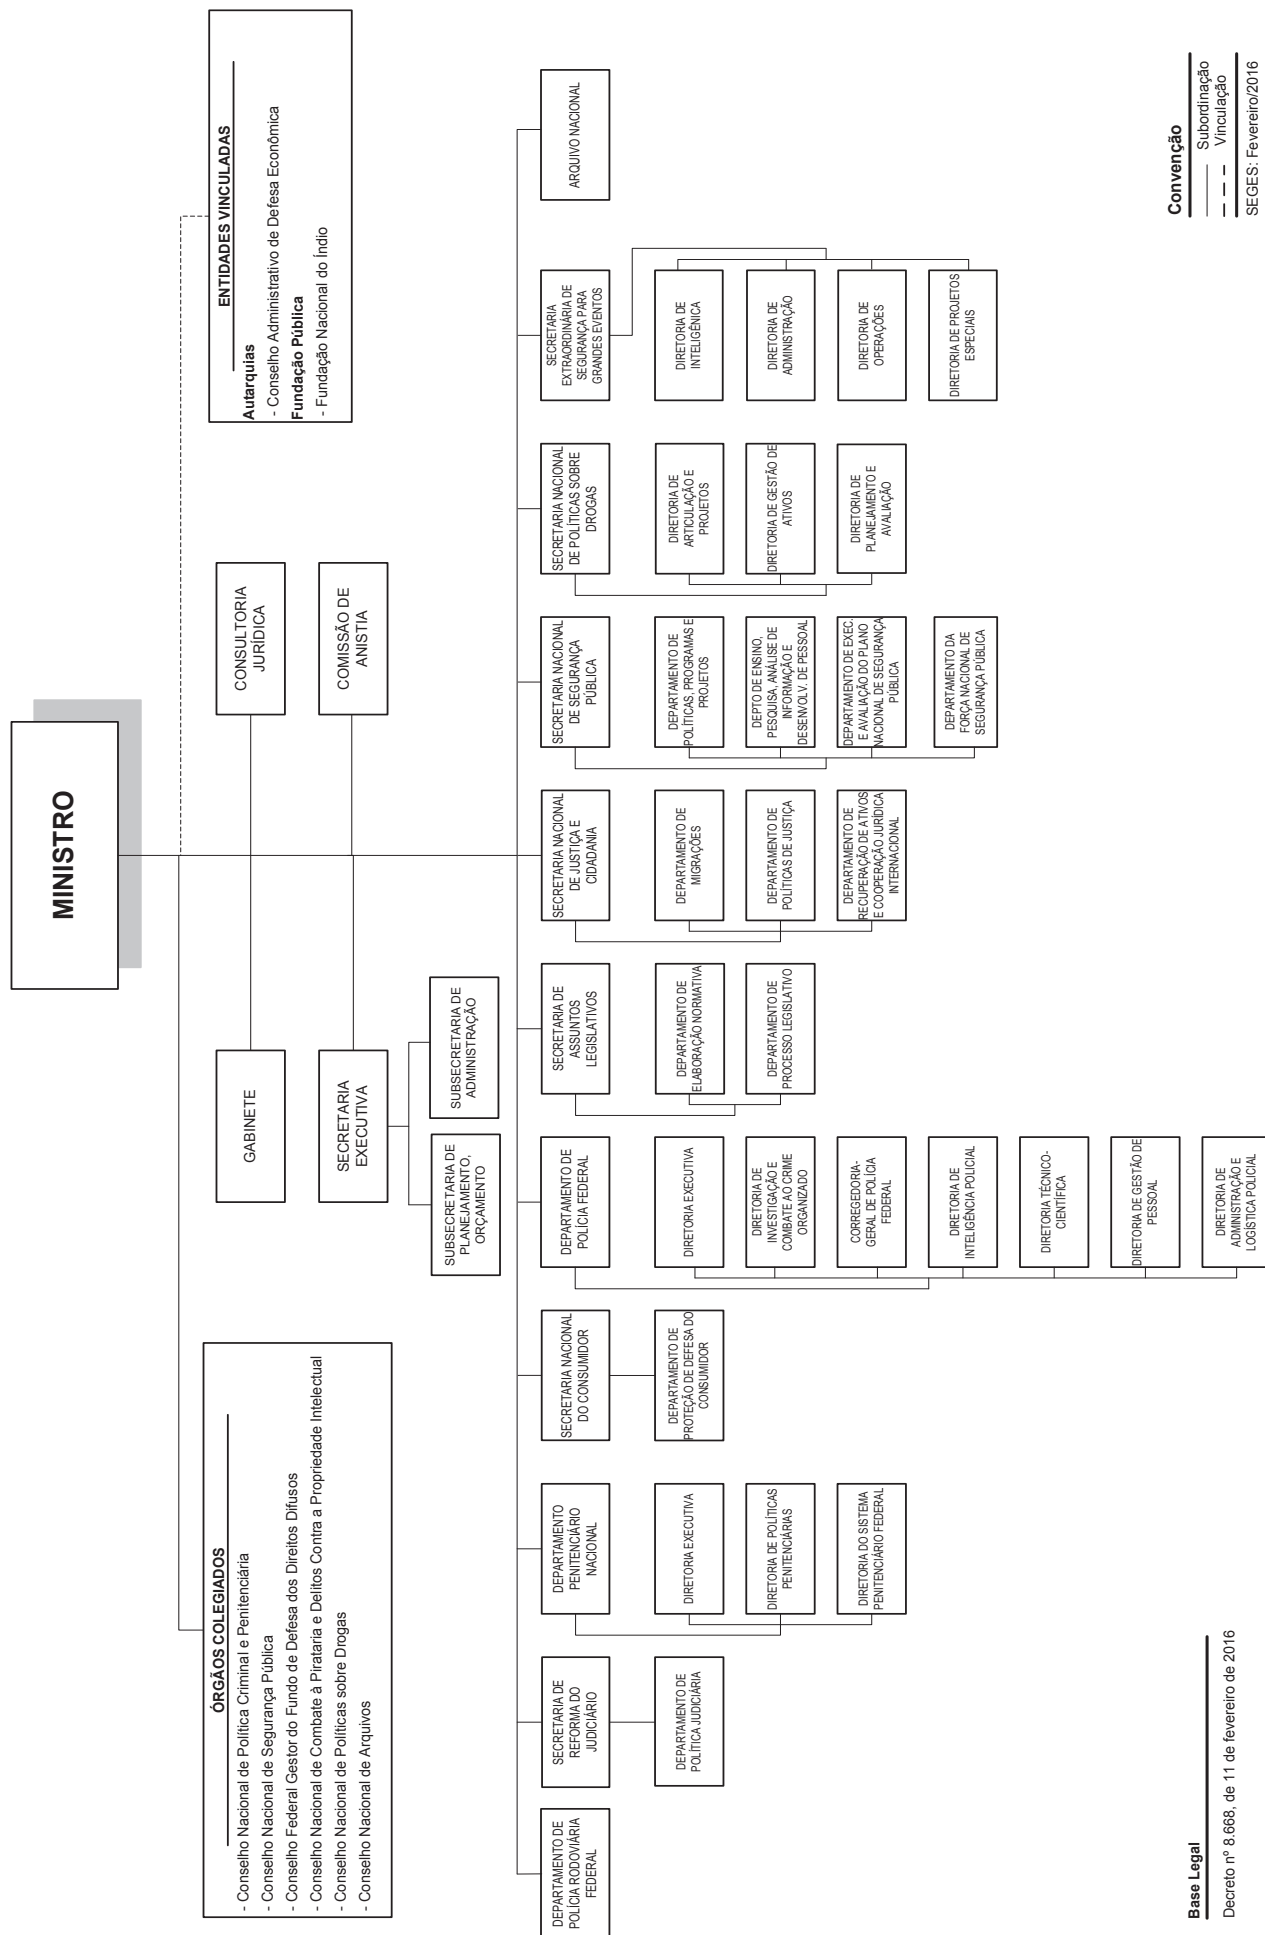 MINISTRO
ÓRGÃOS COLEGIADOS
- Conselho Nacional de Política Criminal e Penitenciária
- Conselho Nacional de Segurança Pública
- Conselho Federal Gestor do Fundo de Defesa dos Direitos Difusos
- Conselho Nacional de Combate à Pirataria e Delitos Contra a Propriedade Intelectual
- Conselho Nacional de Políticas sobre Drogas
- Conselho Nacional de Arquivos
GABINETE
CONSULTORIA
JURÍDICA
ENTIDADES VINCULADAS
Autarquias
- Conselho Administrativo de Defesa Econômica
Fundação Pública
- Fundação Nacional do Índio
SECRETARIA
EXECUTIVA
COMISSÃO DE
ANISTIA
SUBSECRETARIA DE
PLANEJAMENTO,
ORÇAMENTO
SUBSECRETARIA DE
ADMINISTRAÇÃO
DEPARTAMENTO DE
POLÍCIA RODOVIÁRIA
FEDERAL
SECRETARIA DE
REFORMA DO
JUDICIÁRIO
DEPARTAMENTO DE
POLÍTICA JUDICIÁRIA
DEPARTAMENTO
PENITENCIÁRIO
NACIONAL
DIRETORIA EXECUTIVA
DIRETORIA DE POLÍTICAS
PENITENCIÁRIAS
DIRETORIA DO SISTEMA
PENITENCIÁRIO FEDERAL
SECRETARIA NACIONAL
DO CONSUMIDOR
DEPARTAMENTO DE
PROTEÇÃO DE DEFESA DO
CONSUMIDOR
DEPARTAMENTO DE
POLÍCIA FEDERAL
DIRETORIA EXECUTIVA
DIRETORIA DE
INVESTIGAÇÃO E
COMBATE AO CRIME
ORGANIZADO
CORREGEDORIA-
GERAL DE POLÍCIA
FEDERAL
DIRETORIA DE
INTELIGÊNCIA POLICIAL
DIRETORIA TÉCNICO-
CIENTÍFICA
DIRETORIA DE GESTÃO DE
PESSOAL
DIRETORIA DE
ADMINISTRAÇÃO E
LOGÍSTICA POLICIAL
SECRETARIA DE
ASSUNTOS
LEGISLATIVOS
DEPARTAMENTO DE
ELABORAÇÃO NORMATIVA
DEPARTAMENTO DE
PROCESSO LEGISLATIVO
SECRETARIA NACIONAL
DE JUSTIÇA E
CIDADANIA
DEPARTAMENTO DE
MIGRAÇÕES
DEPARTAMENTO DE
POLÍTICAS DE JUSTIÇA
DEPARTAMENTO DE
RECUPERAÇÃO DE ATIVOS
E COOPERAÇÃO JURÍDICA
INTERNACIONAL
SECRETARIA NACIONAL
DE SEGURANÇA
PÚBLICA
DEPARTAMENTO DE
POLÍTICAS, PROGRAMAS E
PROJETOS
DEPTO DE ENSINO,
PESQUISA, ANÁLISE DE
INFORMAÇÃO E
DESENVOLV. DE PESSOAL
DEPARTAMENTO DE EXEC.
E AVALIAÇÃO DO PLANO
NACIONAL DE SEGURANÇA
PÚBLICA
DEPARTAMENTO DA
FORÇA NACIONAL DE
SEGURANÇA PÚBLICA
SECRETARIA NACIONAL
DE POLÍTICAS SOBRE
DROGAS
DIRETORIA DE
ARTICULAÇÃO E
PROJETOS
DIRETORIA DE GESTÃO DE
ATIVOS
DIRETORIA DE
PLANEJAMENTO E
AVALIAÇÃO
SECRETARIA
EXTRAORDINÁRIA DE
SEGURANÇA PARA
GRANDES EVENTOS
DIRETORIA DE
INTELIGÊNICA
DIRETORIA DE
ADMINISTRAÇÃO
DIRETORIA DE
OPERAÇÕES
DIRETORIA DE PROJETOS
ESPECIAIS
ARQUIVO NACIONAL
Base Legal
Decreto nº 8.668, de 11 de fevereiro de 2016
Convenção
Subordinação
Vinculação
SEGES: Fevereiro/2016